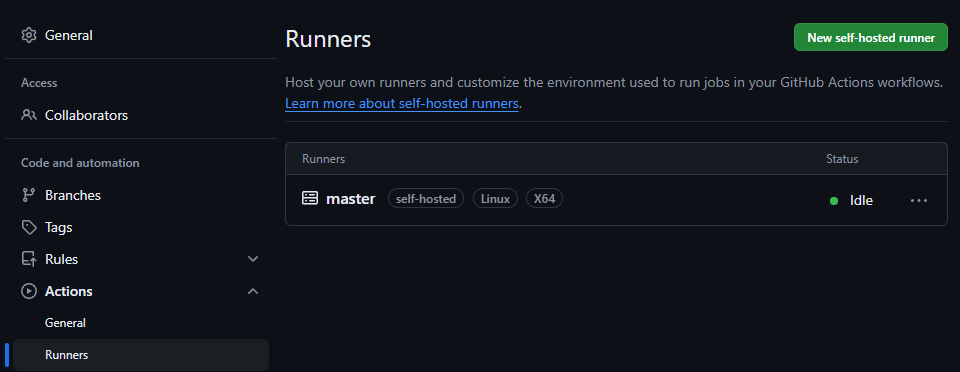 General
Access
Collaborators
Code and automation
Branches
Tags
Rules
Actions
General
Runners
Runners
New self-hosted runner
Host your own runners and customize the environment used to run jobs in your GitHub Actions workflows.
Learn more about self-hosted runners.
Runners Status
master self-hosted Linux X64 Idle